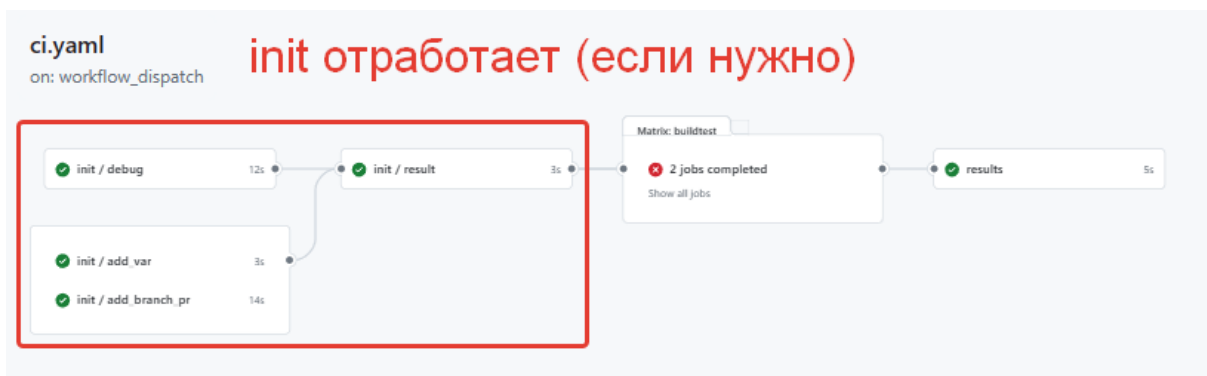 ci.yaml
on: workflow_dispatch
init отработает (если нужно)
Matrix: buildtest
init / debug 12s
init / result 3s
2 jobs completed
Show all jobs
results 5s
init / add_var 3s
init / add_branch_pr 14s